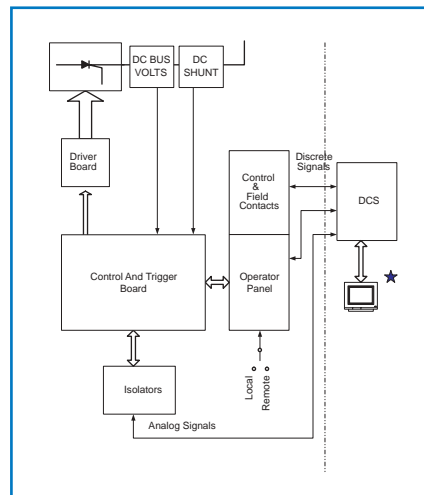 DC BUS
VOLTS
DC
SHUNT
Driver
Board
Discrete
Signals
Control
&
Field
Contacts
DCS
Control And Trigger
Board
Operator
Panel
Isolators
Local
Remote
Analog Signals